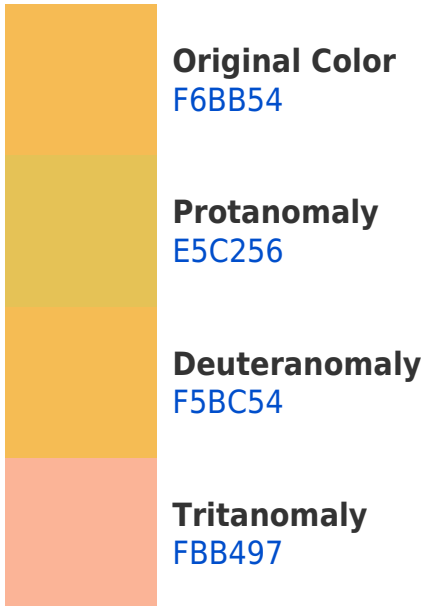 Original Color
F6BB54
Protanomaly
E5C256
Deuteranomaly
F5BC54
Tritanomaly
FBB497